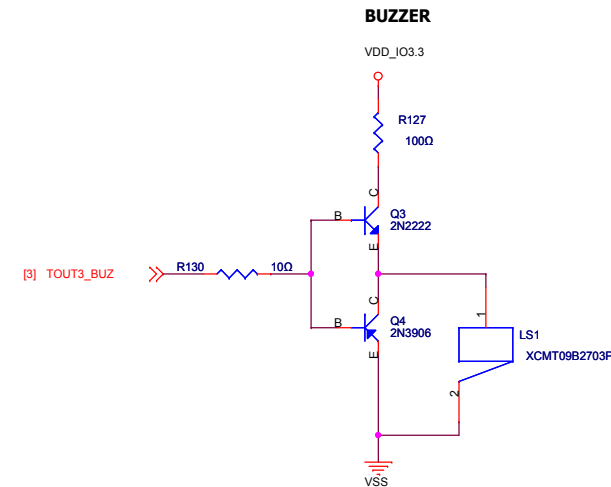 BUZZER
VDD_IO3.3
R127
100Ω
C
B
Q3
2N2222
E
[3] TOUT3_BUZ
R130
10Ω
C
B
Q4
2N3906
E
1
LS1
XCMT09B2703F
2
VSS